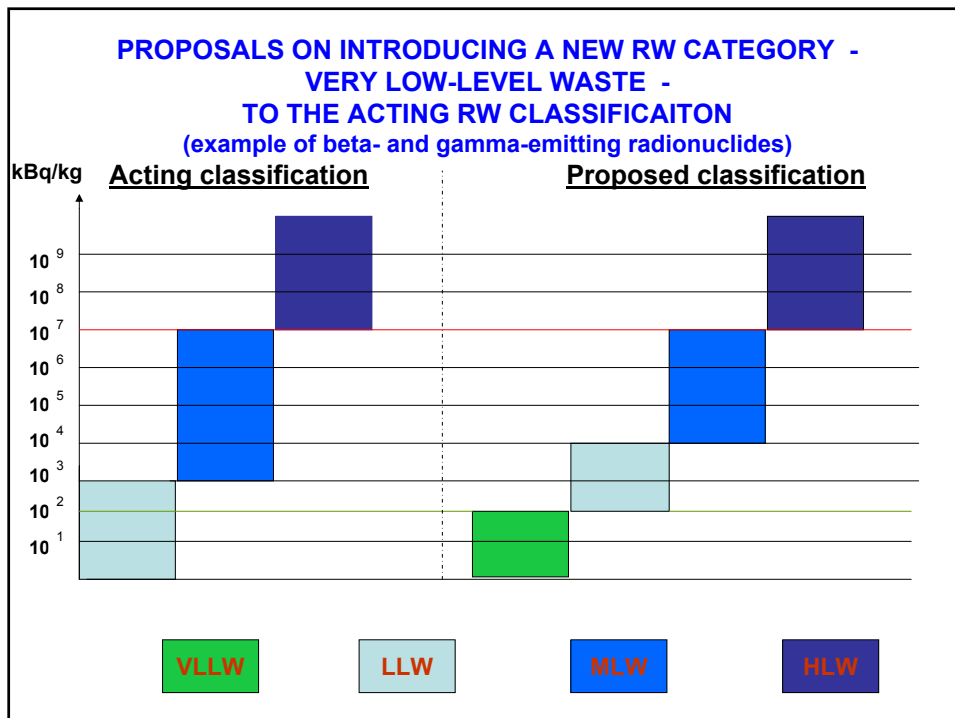 PROPOSALS ON INTRODUCING A NEW RW CATEGORY -
VERY LOW-LEVEL WASTE -
TO THE ACTING RW CLASSIFICAITON
(example of beta- and gamma-emitting radionuclides)
kBq/kg
Acting classification
Proposed classification
10 9
10 8
10 7
10 6
10 5
10 4
10 3
10 2
10 1
VLLW
LLW
MLW
HLW